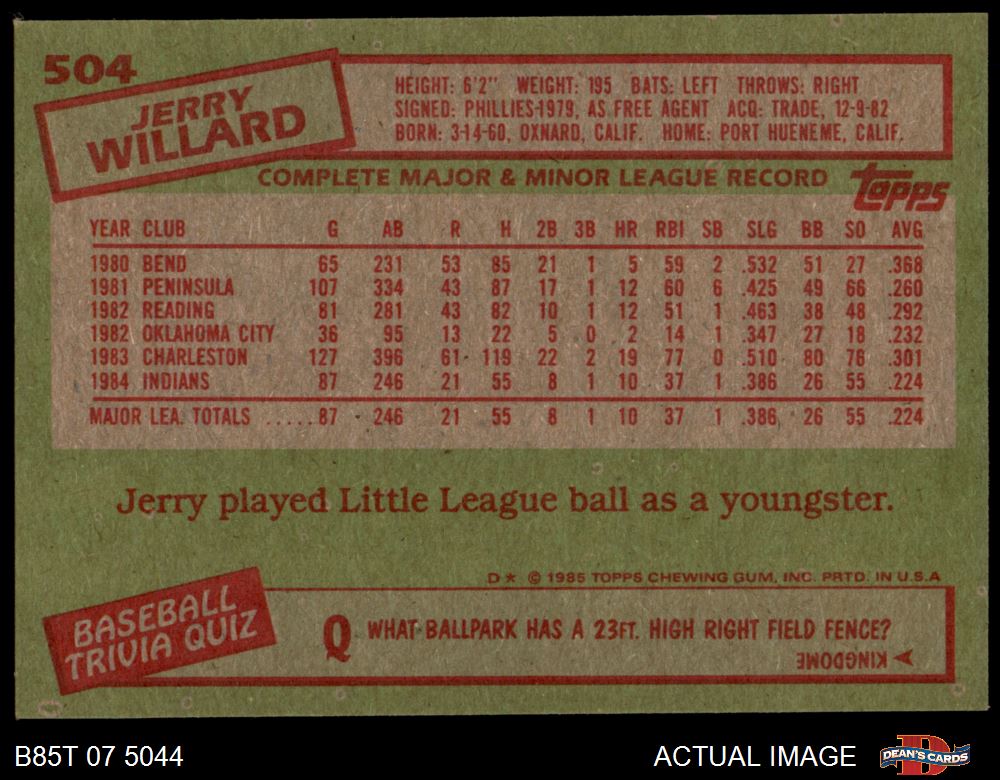 504
JERRY
WILLARD
HEIGHT: 6'2" WEIGHT: 195 BATS: LEFT THROWS: RIGHT
SIGNED: PHILLIES-1979, AS FREE AGENT ACQ: TRADE, 12-9-82
BORN: 3-14-60, OXNARD, CALIF. HOME: PORT HUENEME, CALIF.
COMPLETE MAJOR & MINOR LEAGUE RECORD topps
YEAR CLUB G AB R H 2B 3B HR RBI SB SLG BB SO AVG
1980 BEND 65 231 53 85 21 1 5 59 2 .532 51 27 .368
1981 PENINSULA 107 334 43 87 17 1 12 60 6 .425 49 66 .260
1982 READING 81 281 43 82 10 1 12 51 1 .463 38 48 .292
1982 OKLAHOMA CITY 36 95 13 22 5 0 2 14 1 .347 27 18 .232
1983 CHARLESTON 127 396 61 119 22 2 19 77 0 .510 80 76 .301
1984 INDIANS 87 246 21 55 8 1 10 37 1 .386 26 55 .224
MAJOR LEA. TOTALS .....87 246 21 55 8 1 10 37 1 .386 26 55 .224
Jerry played Little League ball as a youngster.
D* © 1985 TOPPS CHEWING GUM, INC. PRTD. IN U.S.A
BASEBALL
TRIVIA QUIZ
Q WHAT BALLPARK HAS A 23FT. HIGH RIGHT FIELD FENCE?
KINGDOME
B85T 07 5044 ACTUAL IMAGE DEAN'S CARDS